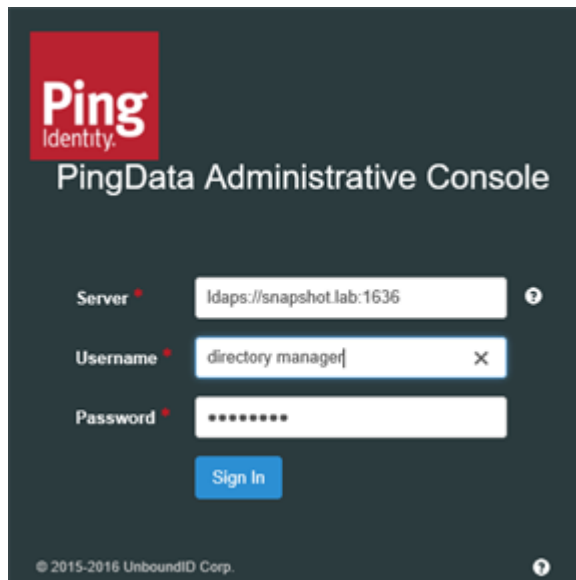 Ping
Identity.
PingData Administrative Console
Server * ldaps://snapshot.lab:1636 ?
Username * directory manager ×
Password * ••••••••
Sign In
© 2015-2016 UnboundID Corp. ?